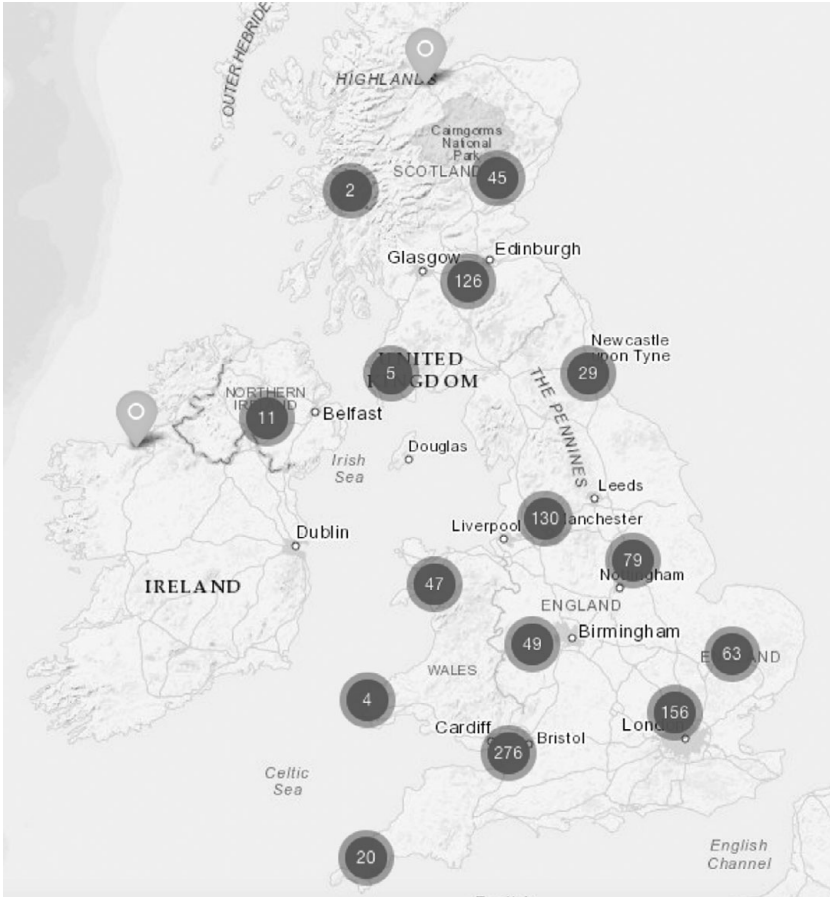 OUTER HEBRIDE
HIGHLANDS
Cairngorms
National
Park
SCOTLAND
45
2
Edinburgh
Glasgow
126
Newcastle
upon Tyne
UNITED
KINGDOM
5
29
THE PENNINES
NORTHERN
IRELAND
11
Belfast
Douglas
Irish
Sea
Leeds
130
Manchester
Liverpool
Dublin
79
Nottingham
47
IRELAND
ENGLAND
Birmingham
49
63
ENGLAND
WALES
4
156
London
Cardiff
Bristol
276
Celtic
Sea
English
Channel
20